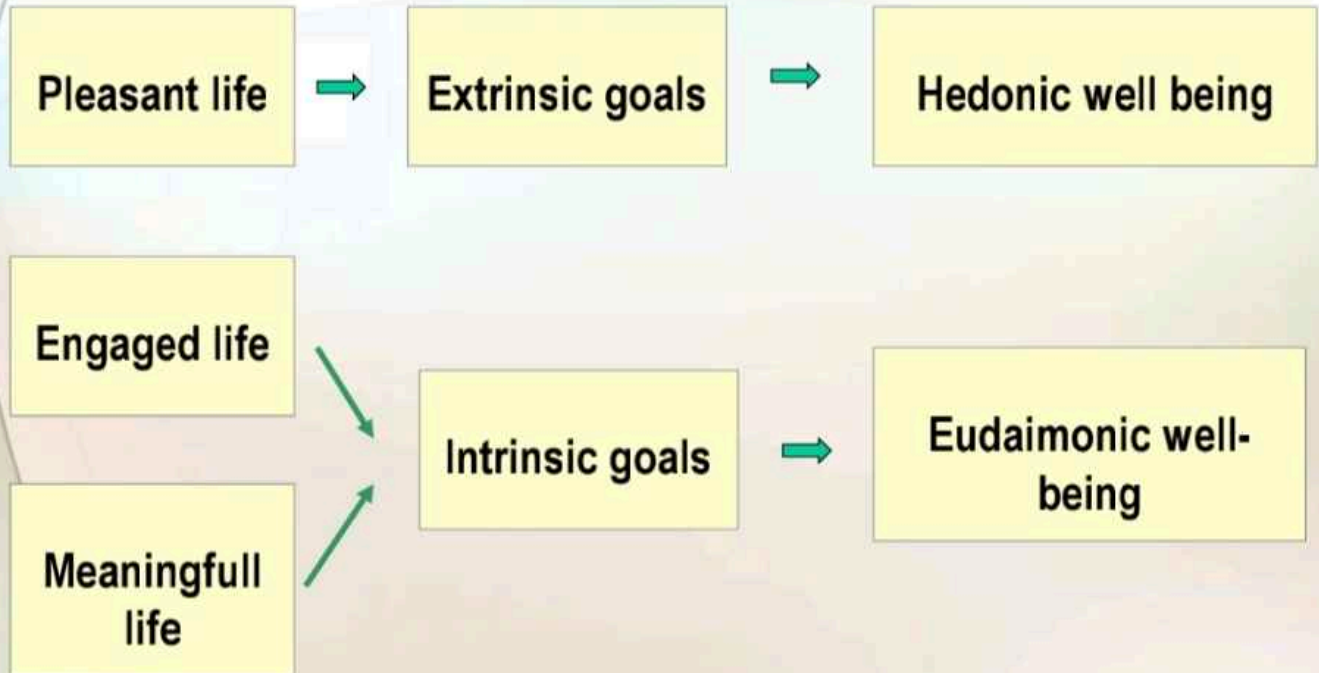 Pleasant life
Extrinsic goals
Hedonic well being
Engaged life
Intrinsic goals
Eudaimonic well-
being
Meaningfull
life